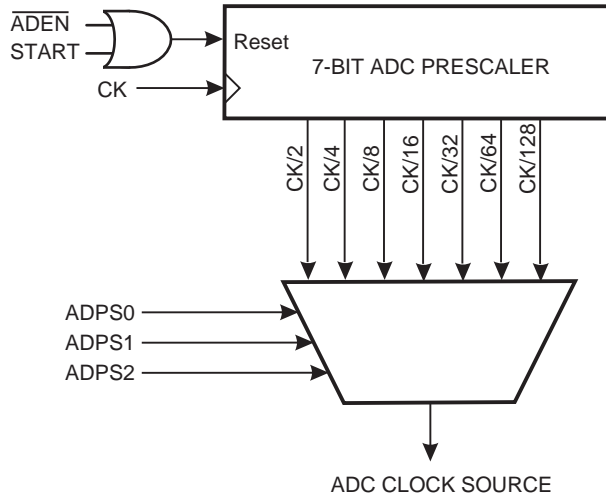 ADEN
START
Reset
7-BIT ADC PRESCALER
CK
CK/2
CK/4
CK/8
CK/16
CK/32
CK/64
CK/128
ADPS0
ADPS1
ADPS2
ADC CLOCK SOURCE